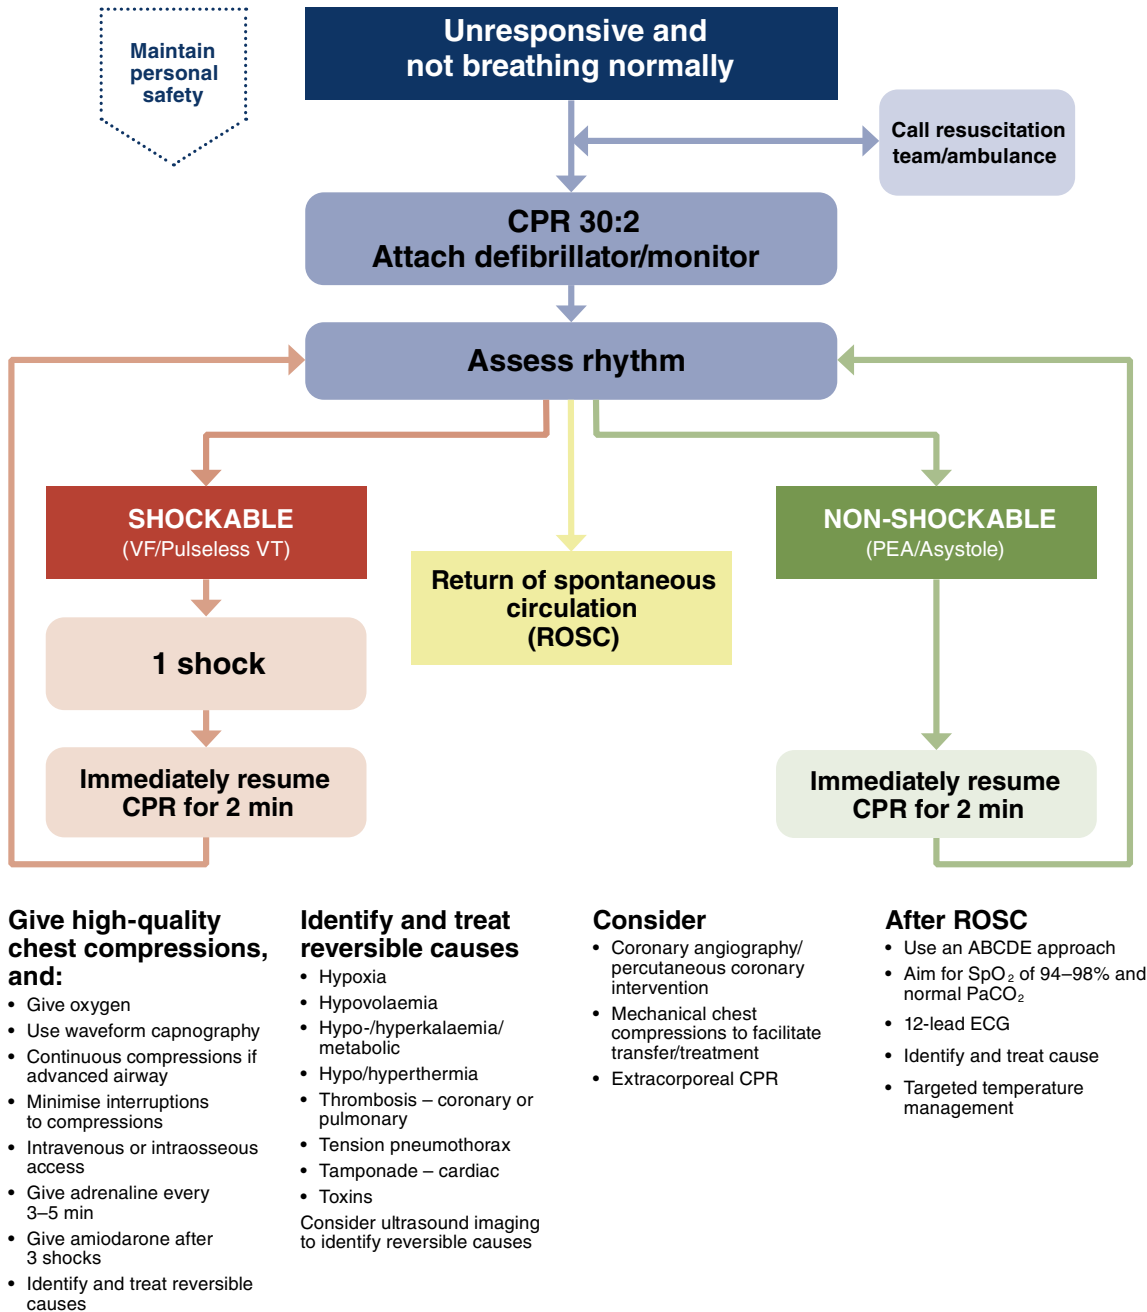 Maintain
personal
safety
Unresponsive and
not breathing normally
Call resuscitation
team/ambulance
CPR 30:2
Attach defibrillator/monitor
Assess rhythm
SHOCKABLE
(VF/Pulseless VT)
NON-SHOCKABLE
(PEA/Asystole)
Return of spontaneous
circulation
(ROSC)
1 shock
Immediately resume
CPR for 2 min
Immediately resume
CPR for 2 min
Give high-quality
chest compressions,
and:
• Give oxygen
• Use waveform capnography
• Continuous compressions if
advanced airway
• Minimise interruptions
to compressions
• Intravenous or intraosseous
access
• Give adrenaline every
3–5 min
• Give amiodarone after
3 shocks
• Identify and treat reversible
causes
Identify and treat
reversible causes
• Hypoxia
• Hypovolaemia
• Hypo-/hyperkalaemia/
metabolic
• Hypo/hyperthermia
• Thrombosis – coronary or
pulmonary
• Tension pneumothorax
• Tamponade – cardiac
• Toxins
Consider ultrasound imaging
to identify reversible causes
Consider
• Coronary angiography/
percutaneous coronary
intervention
• Mechanical chest
compressions to facilitate
transfer/treatment
• Extracorporeal CPR
After ROSC
• Use an ABCDE approach
• Aim for SpO₂ of 94–98% and
normal PaCO₂
• 12-lead ECG
• Identify and treat cause
• Targeted temperature
management